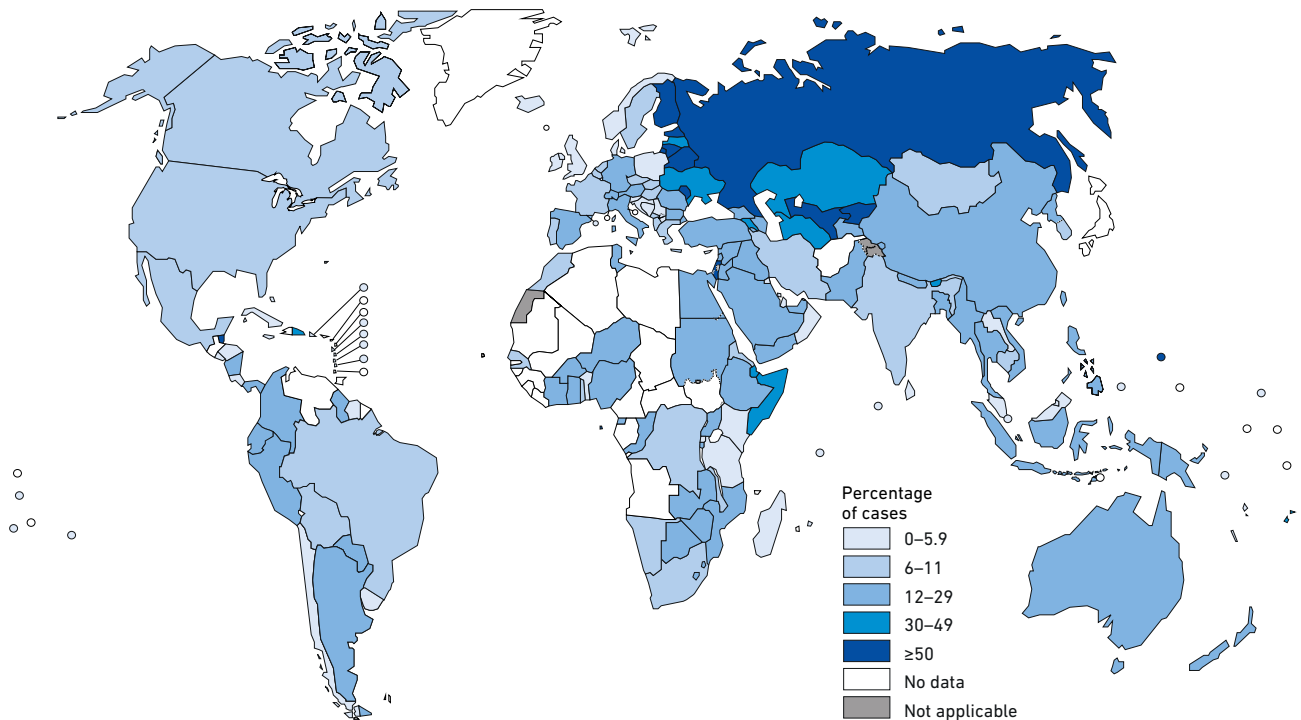 Percentage
of cases
0–5.9
6–11
12–29
30–49
≥50
No data
Not applicable